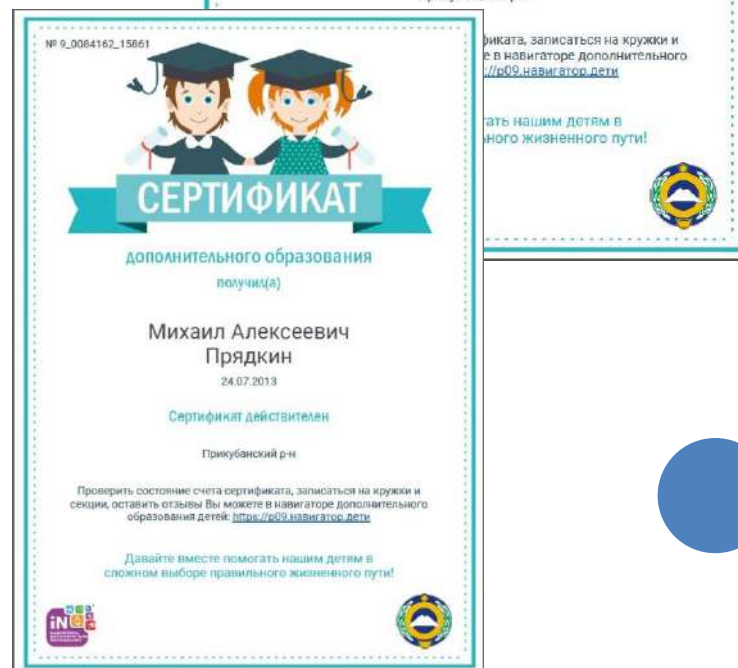 № 9_0084162_15861
СЕРТИФИКАТ
дополнительного образования
получил(а)
Михаил Алексеевич
Прядкин
24.07.2013
Сертификат действителен
Прикубанский р-н
Проверить состояние счета сертификата, записаться на кружки и
секции, оставить отзывы Вы можете в навигаторе дополнительного
образования детей: https://р09.навигатор.дети
Давайте вместе помогать нашим детям в
сложном выборе правильного жизненного пути!
фиката, записаться на кружки и
е в навигаторе дополнительного
://р09.навигатор.дети
гать нашим детям в
ного жизненного пути!